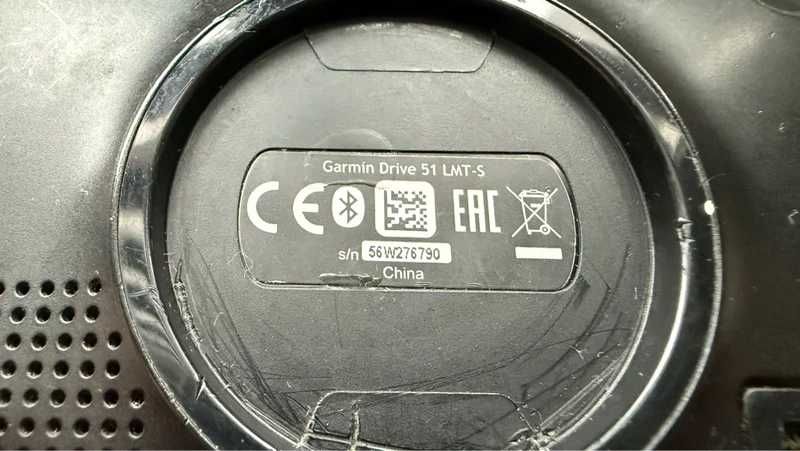 Garmin Drive 51 LMT-S
CE EAC
s/n 56W276790
China